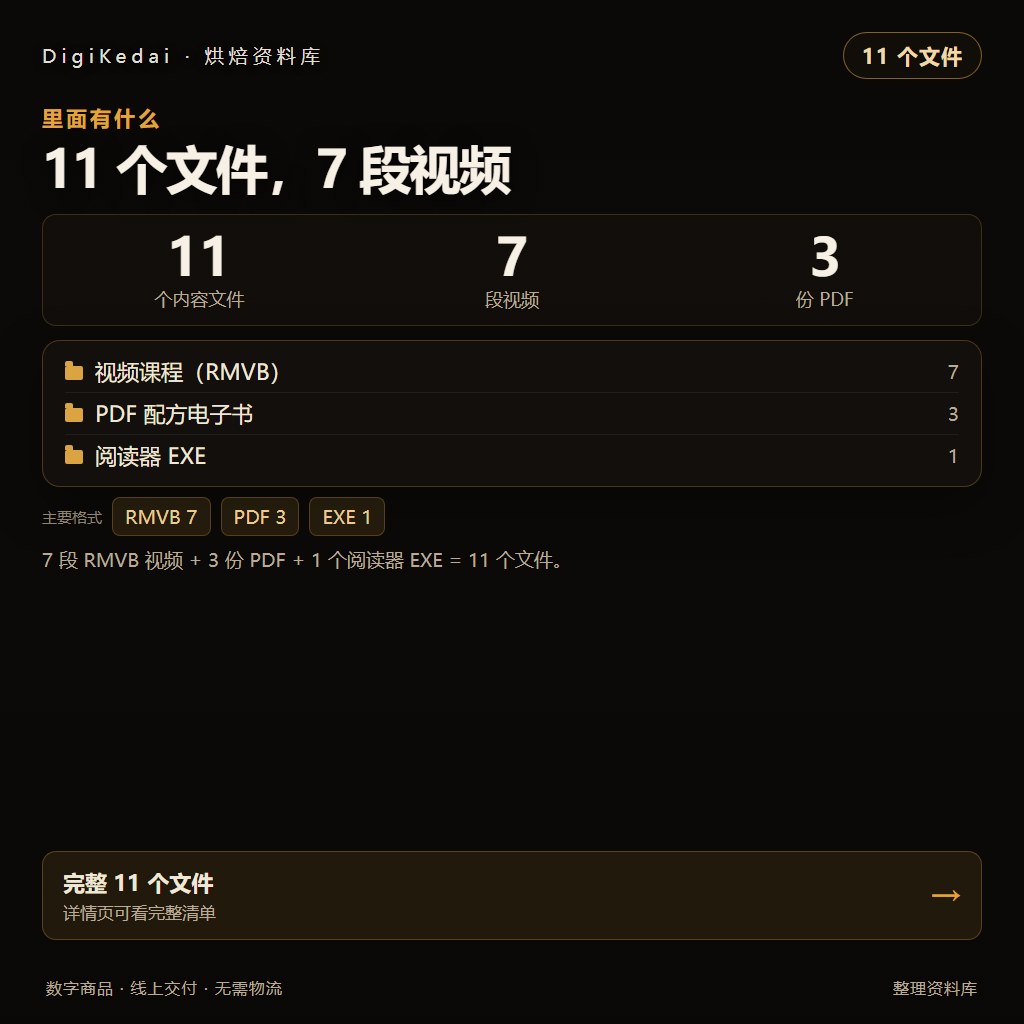 DigiKedai · 烘焙资料库
11 个文件
里面有什么
11 个文件，7 段视频
11
个内容文件
7
段视频
3
份 PDF
视频课程（RMVB） 7
PDF 配方电子书 3
阅读器 EXE 1
主要格式 RMVB 7 PDF 3 EXE 1
7 段 RMVB 视频 + 3 份 PDF + 1 个阅读器 EXE = 11 个文件。
完整 11 个文件
详情页可看完整清单
→
数字商品 · 线上交付 · 无需物流
整理资料库